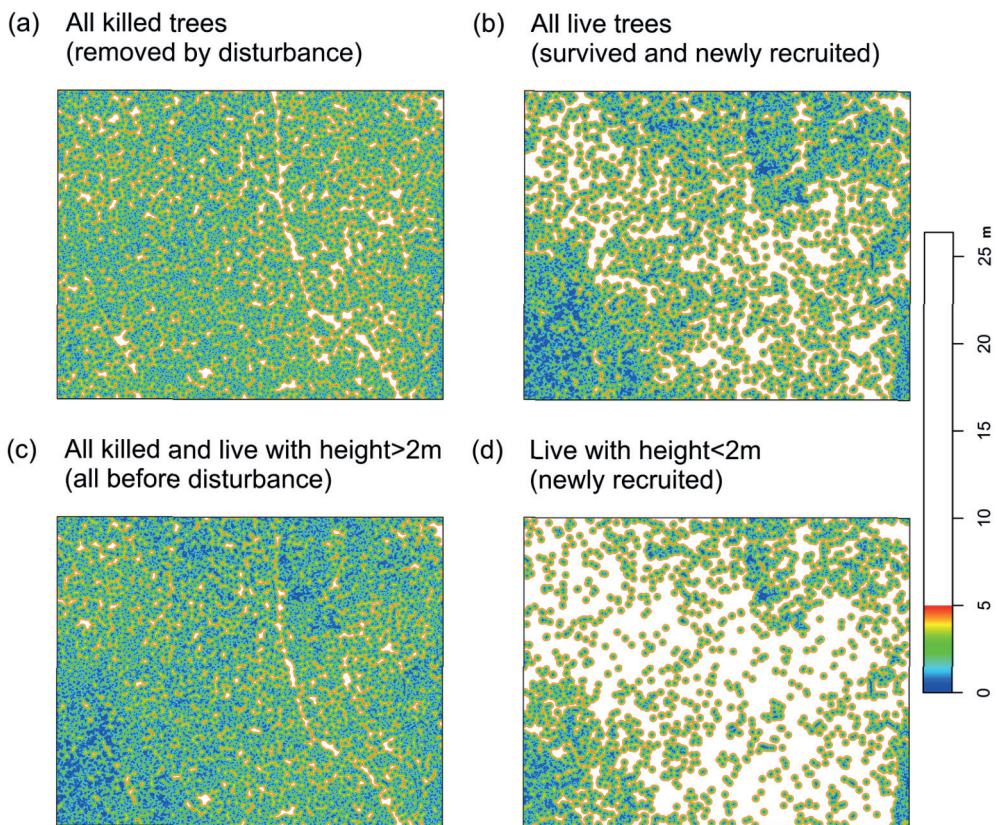 (a) All killed trees
(removed by disturbance)
(b) All live trees
(survived and newly recruited)
(c) All killed and live with height>2m
(all before disturbance)
(d) Live with height<2m
(newly recruited)
m
25
20
15
10
5
0